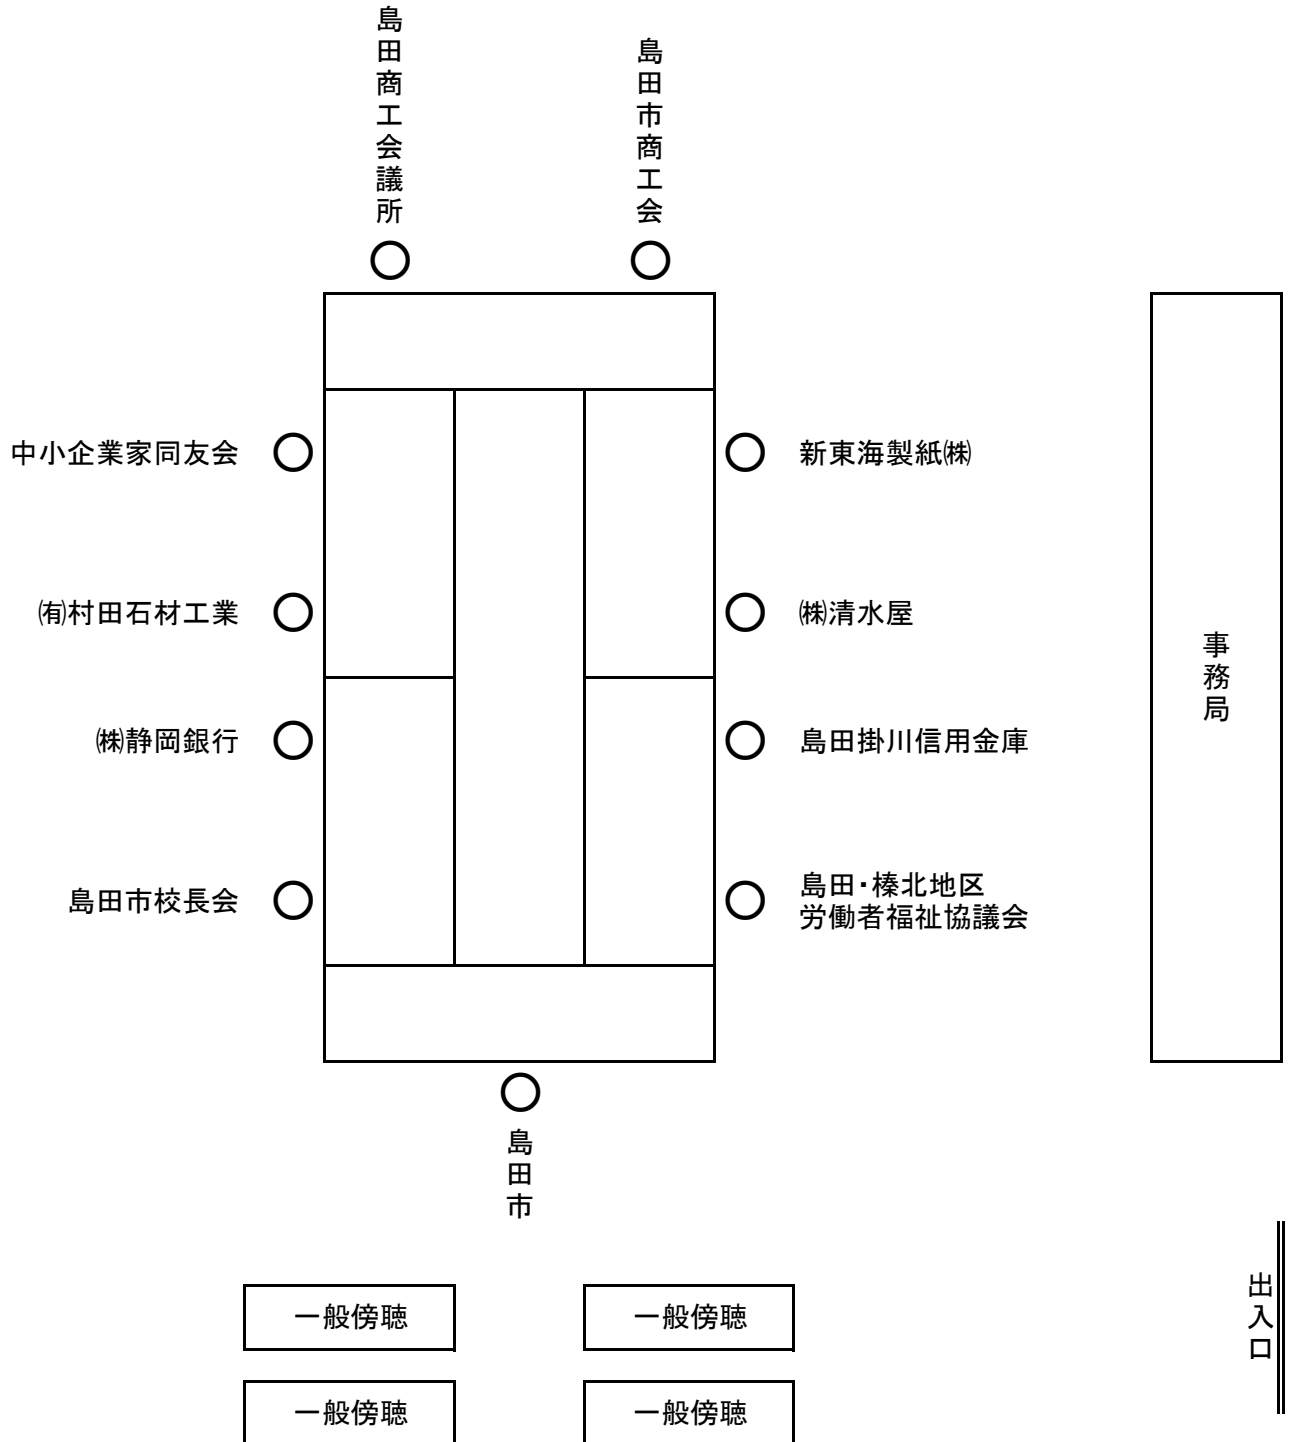 島田商工会議所
島田市商工会
中小企業家同友会
新東海製紙㈱
㈲村田石材工業
㈱清水屋
事務局
㈱静岡銀行
島田掛川信用金庫
島田市校長会
島田・榛北地区
労働者福祉協議会
島田市
出入口
一般傍聴
一般傍聴
一般傍聴
一般傍聴